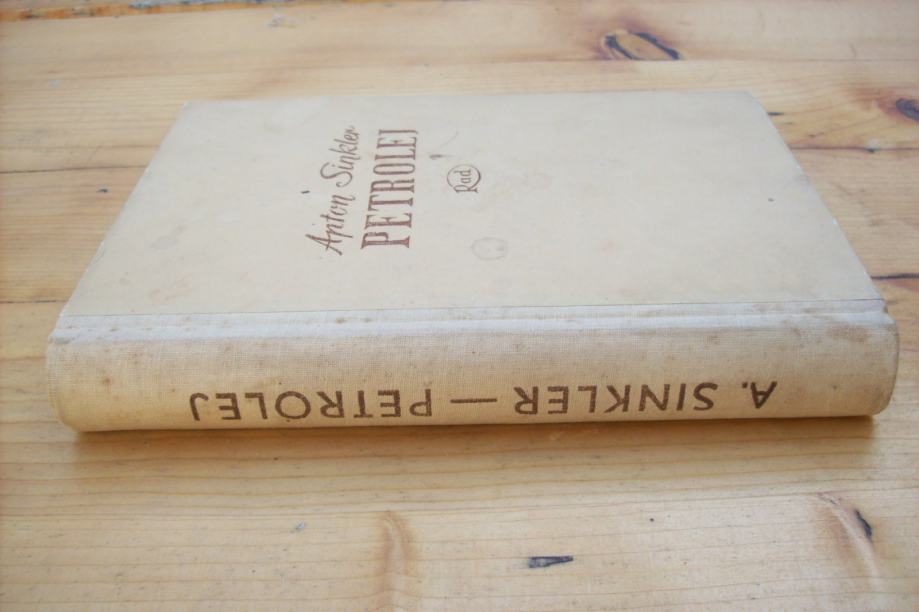 Apton Sinkler
PETROLEJ
Rad
A. SINKLER — PETROLEJ